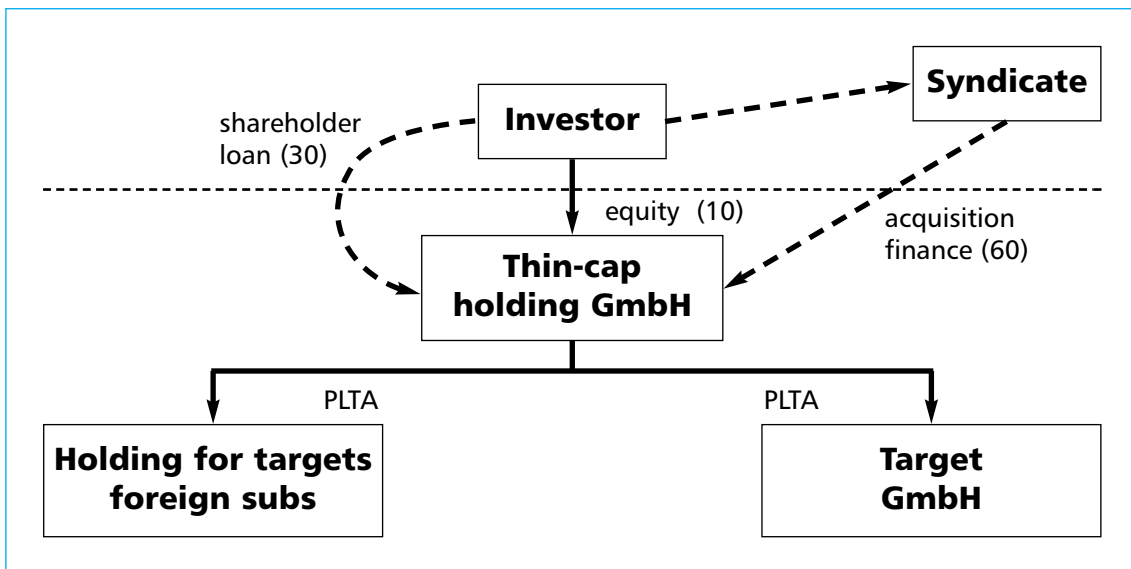 Syndicate
Investor
shareholder
loan (30)
equity (10)
acquisition
finance (60)
Thin-cap
holding GmbH
PLTA
PLTA
Holding for targets
foreign subs
Target
GmbH